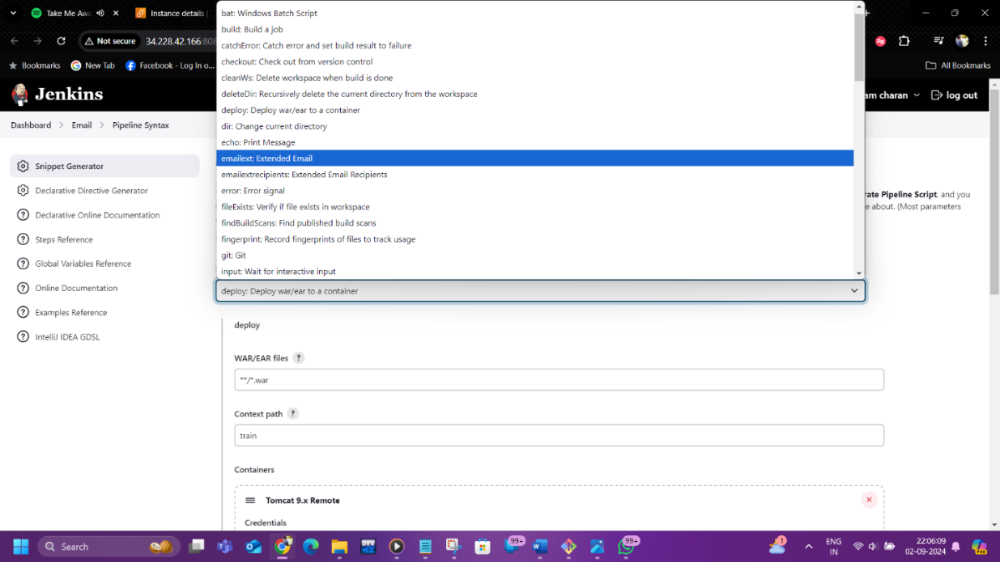 Take Me Awa
Instance details
Not secure
34.228.42.166:808
Bookmarks
New Tab
Facebook - Log In o...
All Bookmarks
Jenkins
am charan
log out
Dashboard
Email
Pipeline Syntax
Snippet Generator
Declarative Directive Generator
Declarative Online Documentation
Steps Reference
Global Variables Reference
Online Documentation
Examples Reference
IntelliJ IDEA GDSL
bat: Windows Batch Script
build: Build a job
catchError: Catch error and set build result to failure
checkout: Check out from version control
cleanWs: Delete workspace when build is done
deleteDir: Recursively delete the current directory from the workspace
deploy: Deploy war/ear to a container
dir: Change current directory
echo: Print Message
emailext: Extended Email
emailextrecipients: Extended Email Recipients
error: Error signal
fileExists: Verify if file exists in workspace
findBuildScans: Find published build scans
fingerprint: Record fingerprints of files to track usage
git: Git
input: Wait for interactive input
rate Pipeline Script, and you
e about. (Most parameters
deploy: Deploy war/ear to a container
deploy
WAR/EAR files ?
**/*.war
Context path ?
train
Containers
Tomcat 9.x Remote
Credentials
Search
DEV
99+
99+
1
ENG
IN
22:06:09
02-09-2024